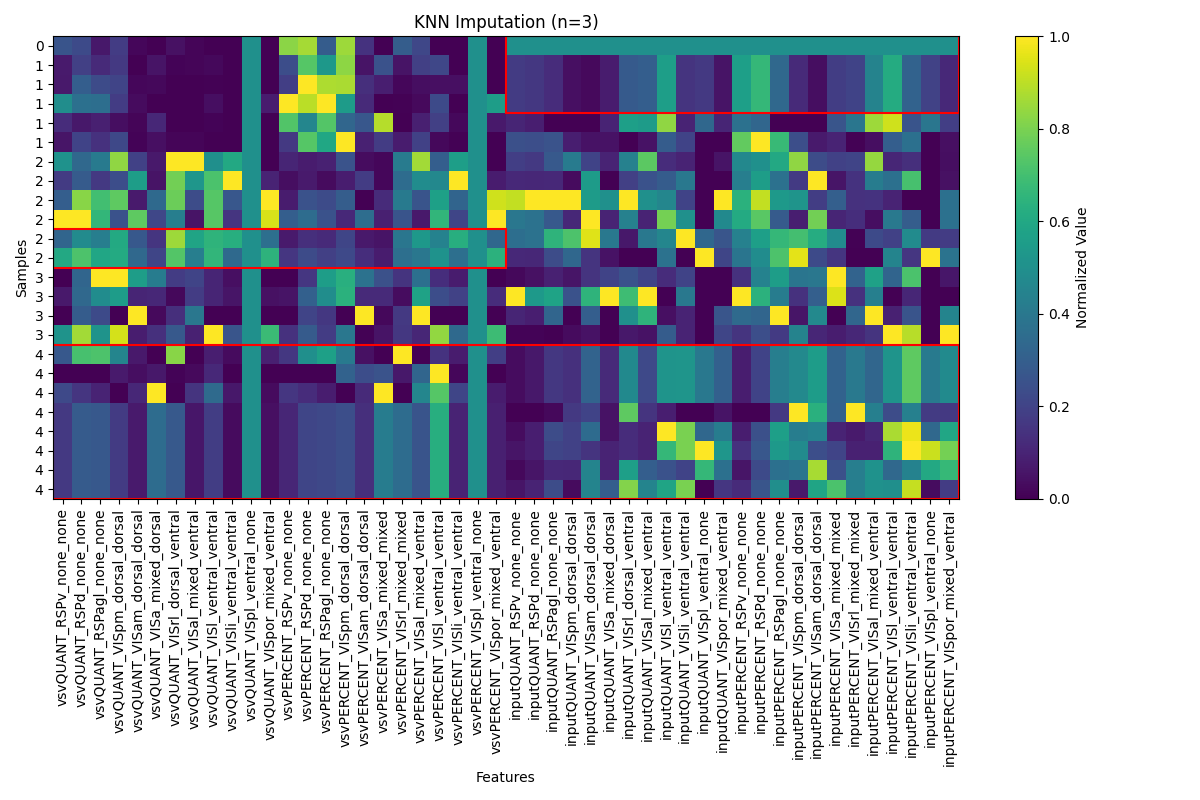 KNN Imputation (n=3)
Samples
0
1
1
1
1
1
2
2
2
2
2
2
3
3
3
3
4
4
4
4
4
4
4
4
vsvQUANT_RSPv_none_none
vsvQUANT_RSPd_none_none
vsvQUANT_RSPagl_none_none
vsvQUANT_VISpm_dorsal_dorsal
vsvQUANT_VISam_dorsal_dorsal
vsvQUANT_VISa_mixed_dorsal
vsvQUANT_VISrl_dorsal_ventral
vsvQUANT_VISal_mixed_ventral
vsvQUANT_VISl_ventral_ventral
vsvQUANT_VISli_ventral_ventral
vsvQUANT_VISpl_ventral_none
vsvQUANT_VISpor_mixed_ventral
vsvPERCENT_RSPv_none_none
vsvPERCENT_RSPd_none_none
vsvPERCENT_RSPagl_none_none
vsvPERCENT_VISpm_dorsal_dorsal
vsvPERCENT_VISam_dorsal_dorsal
vsvPERCENT_VISa_mixed_mixed
vsvPERCENT_VISrl_mixed_mixed
vsvPERCENT_VISal_mixed_ventral
vsvPERCENT_VISl_ventral_ventral
vsvPERCENT_VISli_ventral_ventral
vsvPERCENT_VISpl_ventral_none
vsvPERCENT_VISpor_mixed_ventral
inputQUANT_RSPv_none_none
inputQUANT_RSPd_none_none
inputQUANT_RSPagl_none_none
inputQUANT_VISpm_dorsal_dorsal
inputQUANT_VISam_dorsal_dorsal
inputQUANT_VISa_mixed_dorsal
inputQUANT_VISrl_dorsal_ventral
inputQUANT_VISal_mixed_ventral
inputQUANT_VISl_ventral_ventral
inputQUANT_VISli_ventral_ventral
inputQUANT_VISpl_ventral_none
inputQUANT_VISpor_mixed_ventral
inputPERCENT_RSPv_none_none
inputPERCENT_RSPd_none_none
inputPERCENT_RSPagl_none_none
inputPERCENT_VISpm_dorsal_dorsal
inputPERCENT_VISam_dorsal_dorsal
inputPERCENT_VISa_mixed_mixed
inputPERCENT_VISrl_mixed_mixed
inputPERCENT_VISal_mixed_ventral
inputPERCENT_VISl_ventral_ventral
inputPERCENT_VISli_ventral_ventral
inputPERCENT_VISpl_ventral_none
inputPERCENT_VISpor_mixed_ventral
Features
1.0
0.8
0.6
0.4
0.2
0.0
Normalized Value